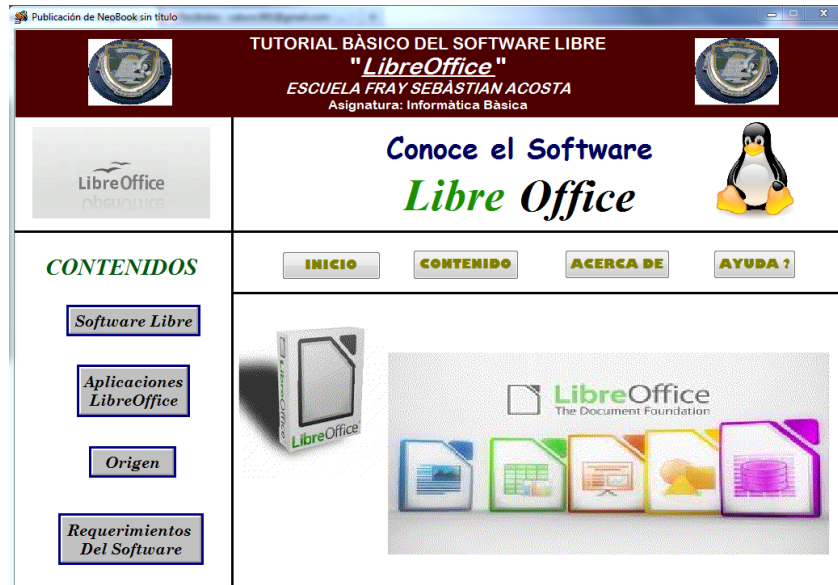 Publicación de NeoBook sin título
TUTORIAL BÀSICO DEL SOFTWARE LIBRE
"LibreOffice"
ESCUELA FRAY SEBÀSTIAN ACOSTA
Asignatura: Informàtica Bàsica
LibreOffice
Conoce el Software
Libre Office
CONTENIDOS
INICIO
CONTENIDO
ACERCA DE
AYUDA ?
Software Libre
Aplicaciones
LibreOffice
Origen
Requerimientos
Del Software
LibreOffice
LibreOffice
LibreOffice
The Document Foundation